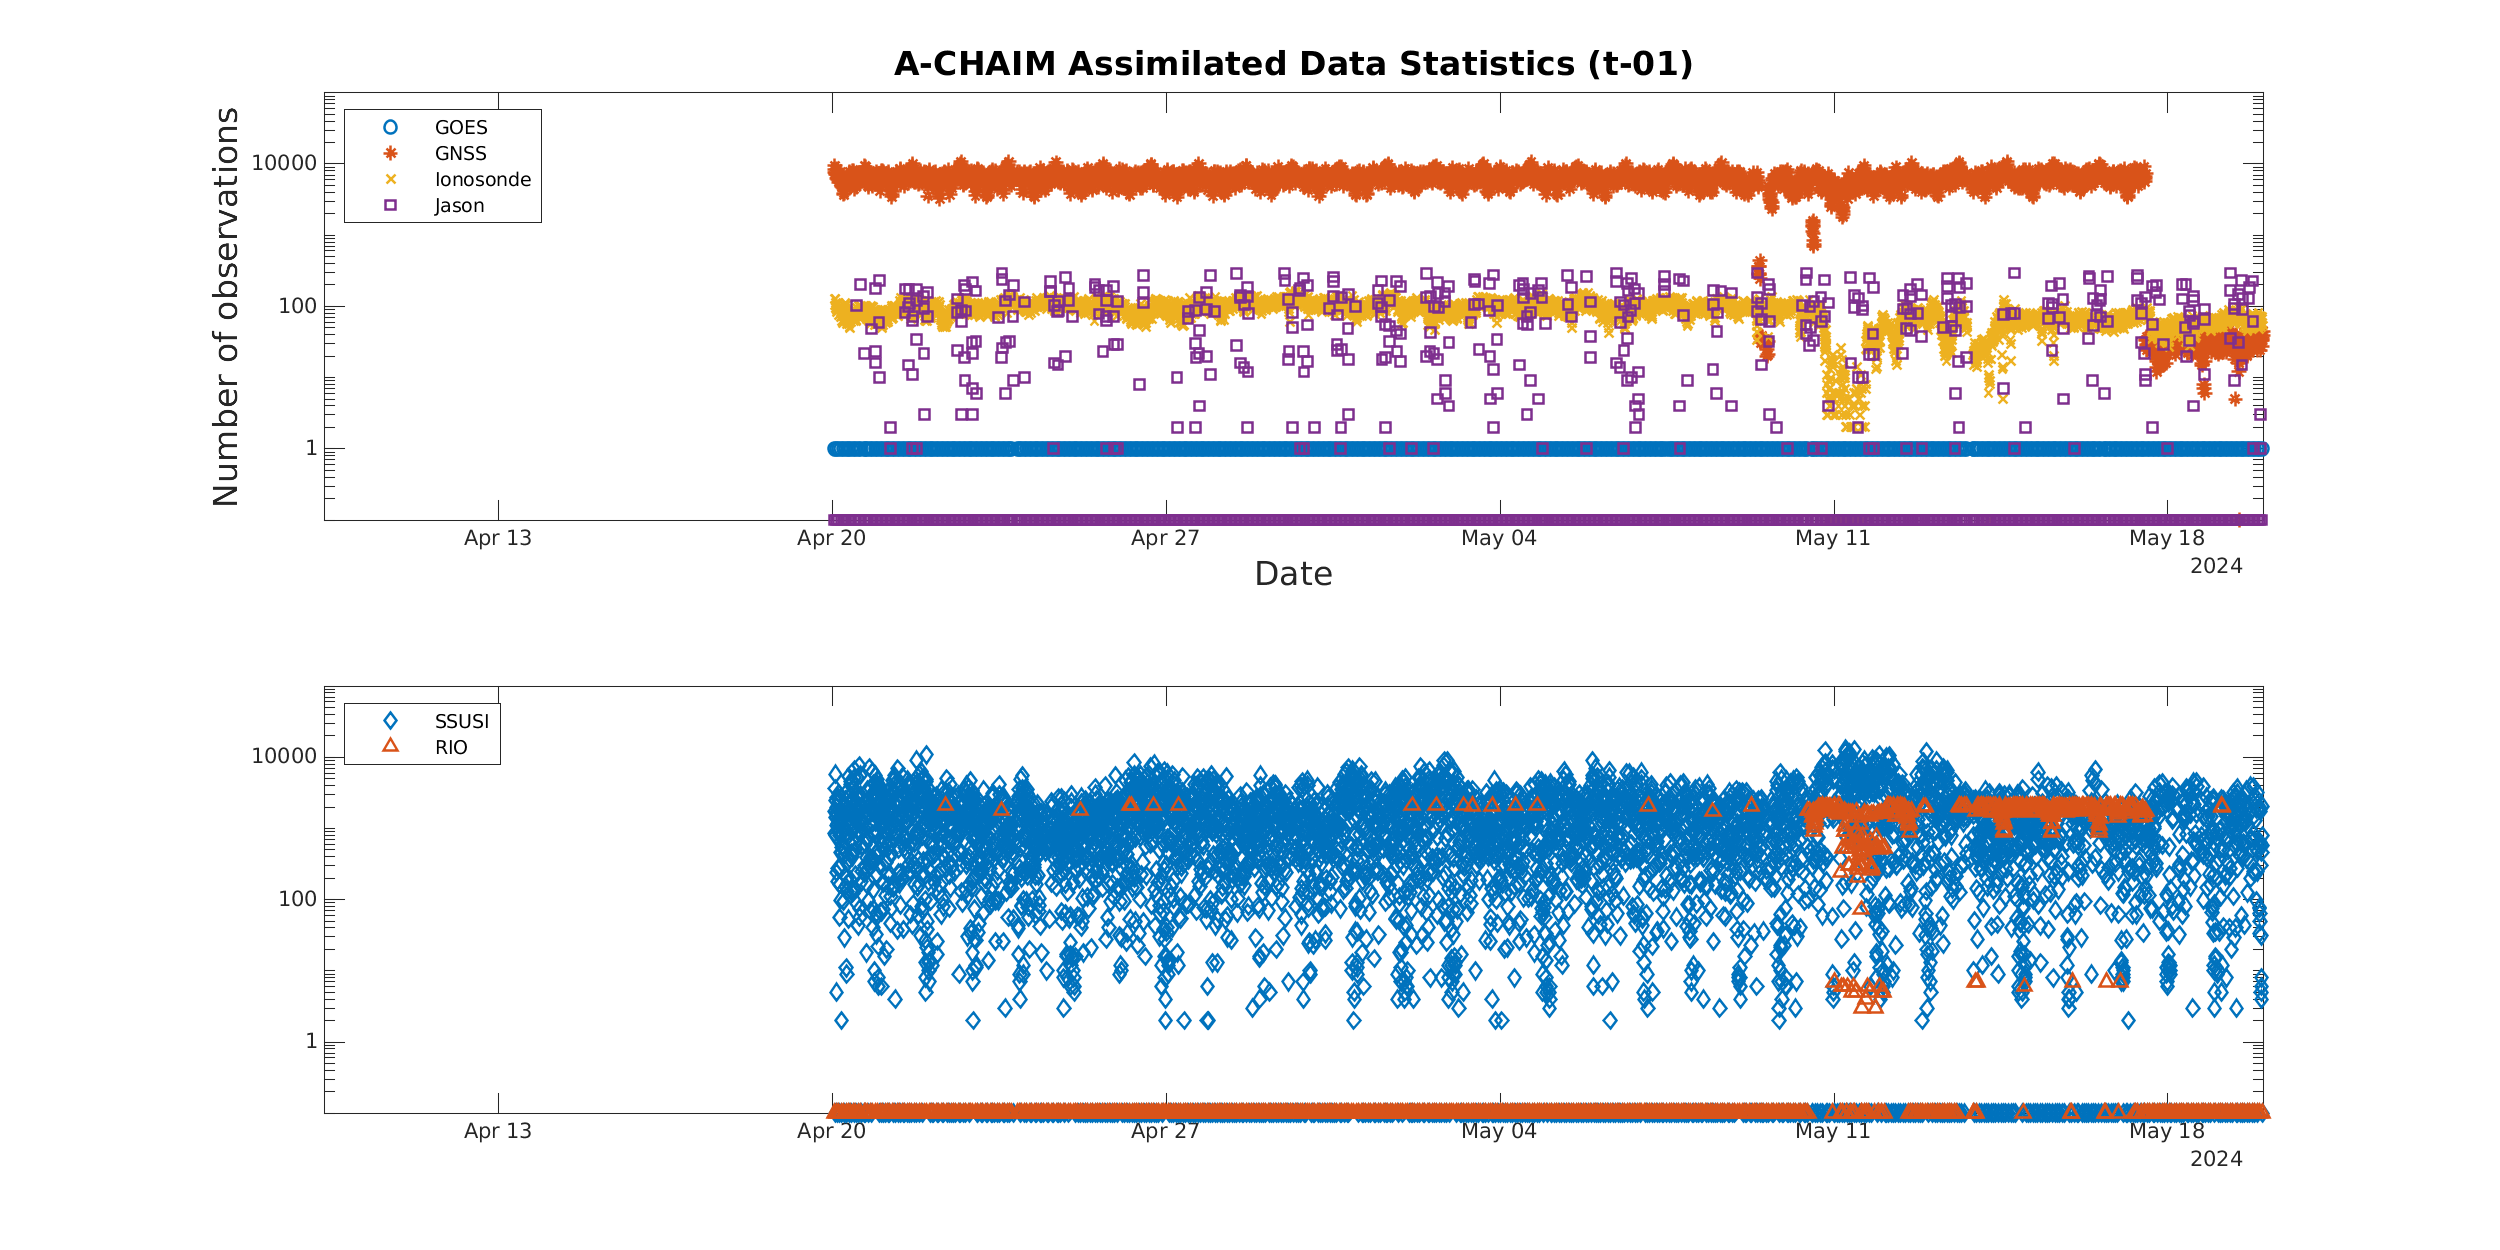 A-CHAIM Assimilated Data Statistics (t-01)
Number of observations
10000
100
1
GOES
GNSS
Ionosonde
Jason
Apr 13
Apr 20
Apr 27
May 04
May 11
May 18
2024
Date
10000
100
1
SSUSI
RIO
Apr 13
Apr 20
Apr 27
May 04
May 11
May 18
2024